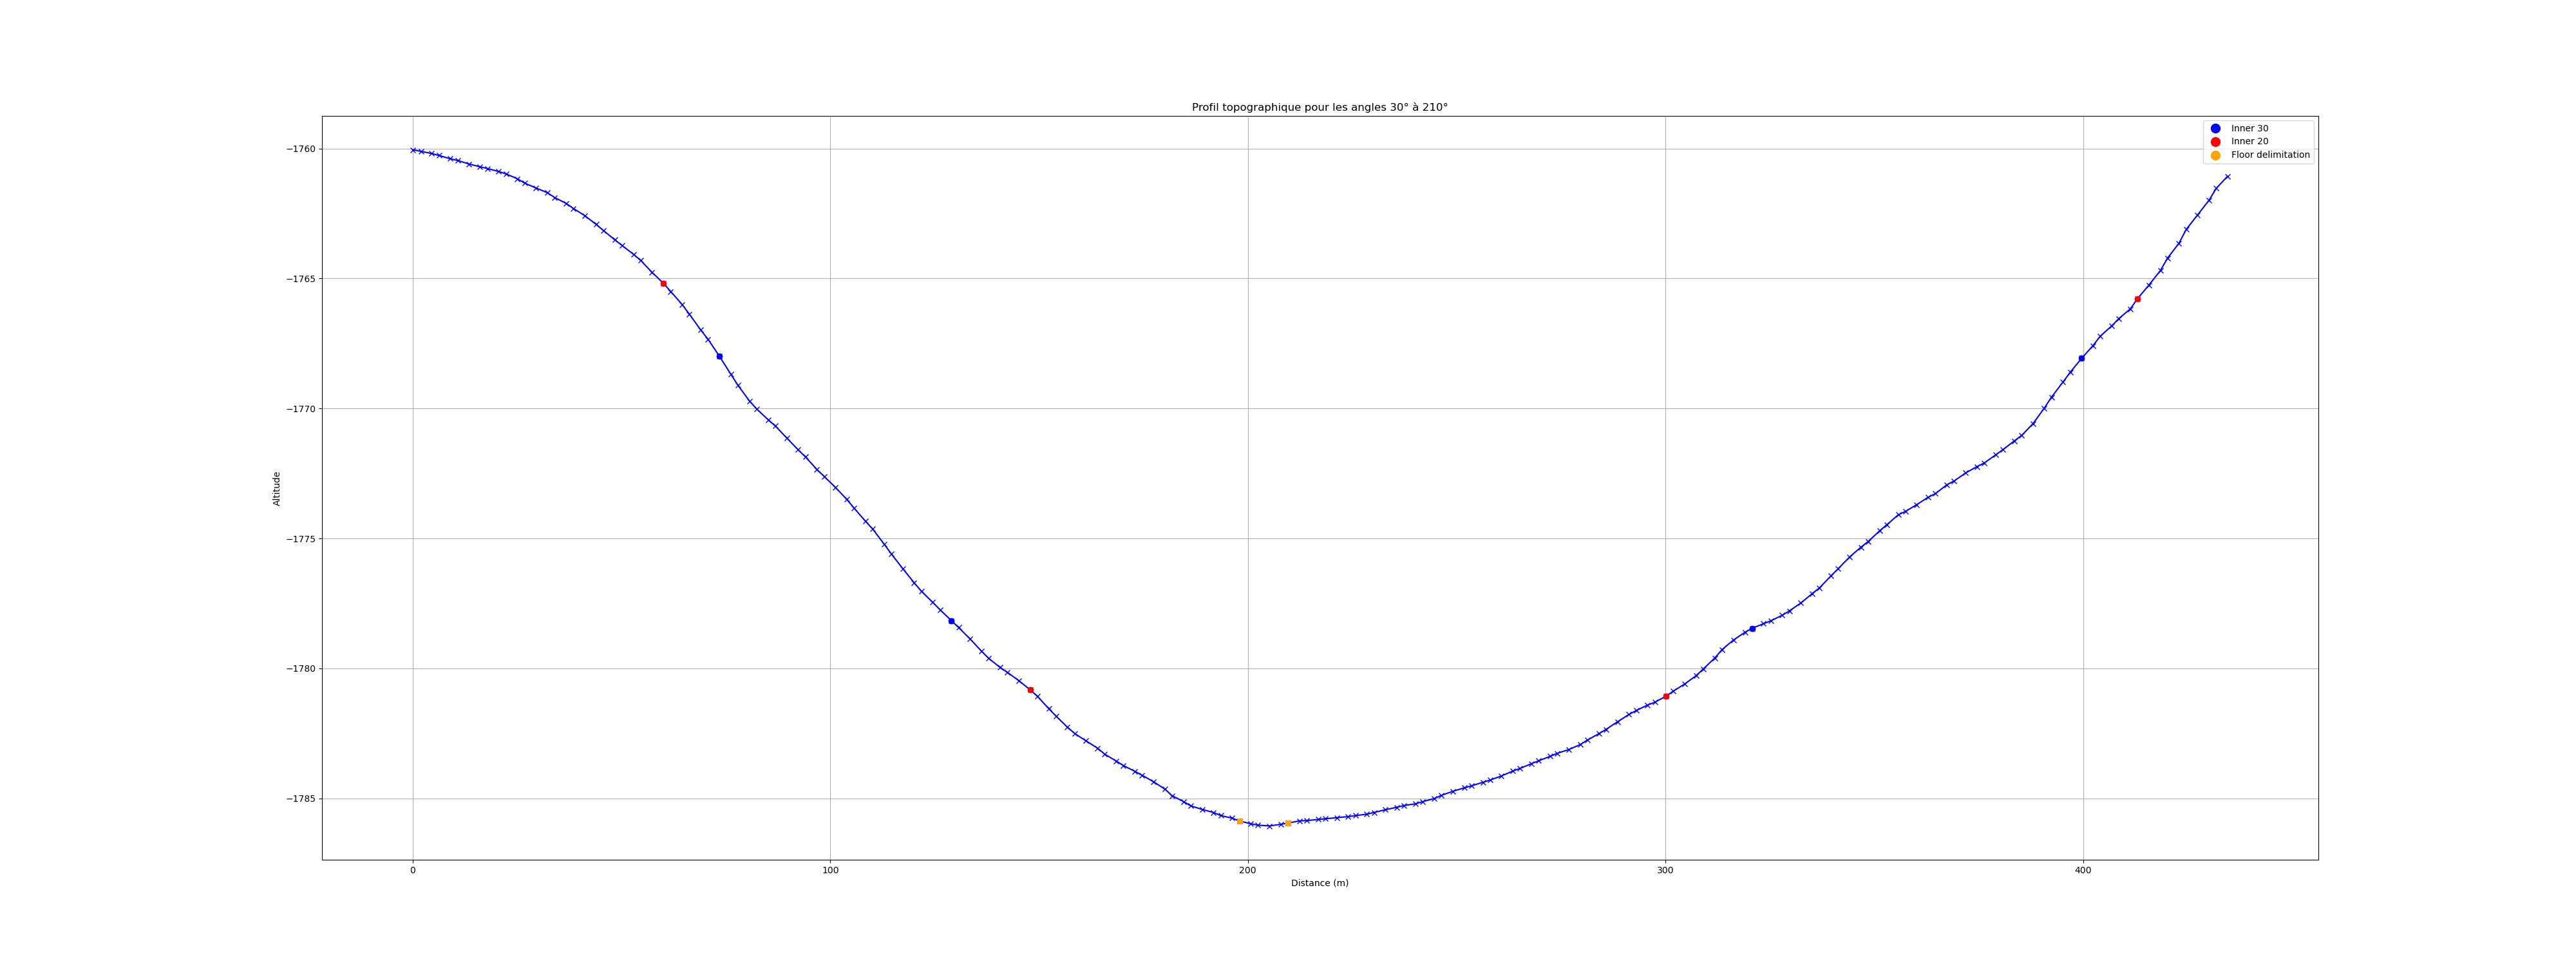 Profil topographique pour les angles 30° à 210°
Inner 30
Inner 20
Floor delimitation
−1760
−1765
−1770
−1775
−1780
−1785
Altitude
0 100 200 300 400
Distance (m)